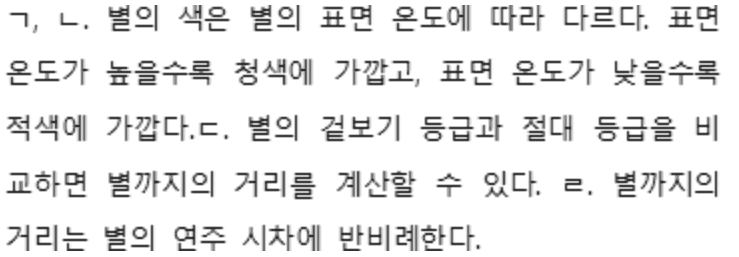 ㄱ, ㄴ. 별의 색은 별의 표면 온도에 따라 다르다. 표면
온도가 높을수록 청색에 가깝고, 표면 온도가 낮을수록
적색에 가깝다.ㄷ. 별의 겉보기 등급과 절대 등급을 비
교하면 별까지의 거리를 계산할 수 있다. ㄹ. 별까지의
거리는 별의 연주 시차에 반비례한다.